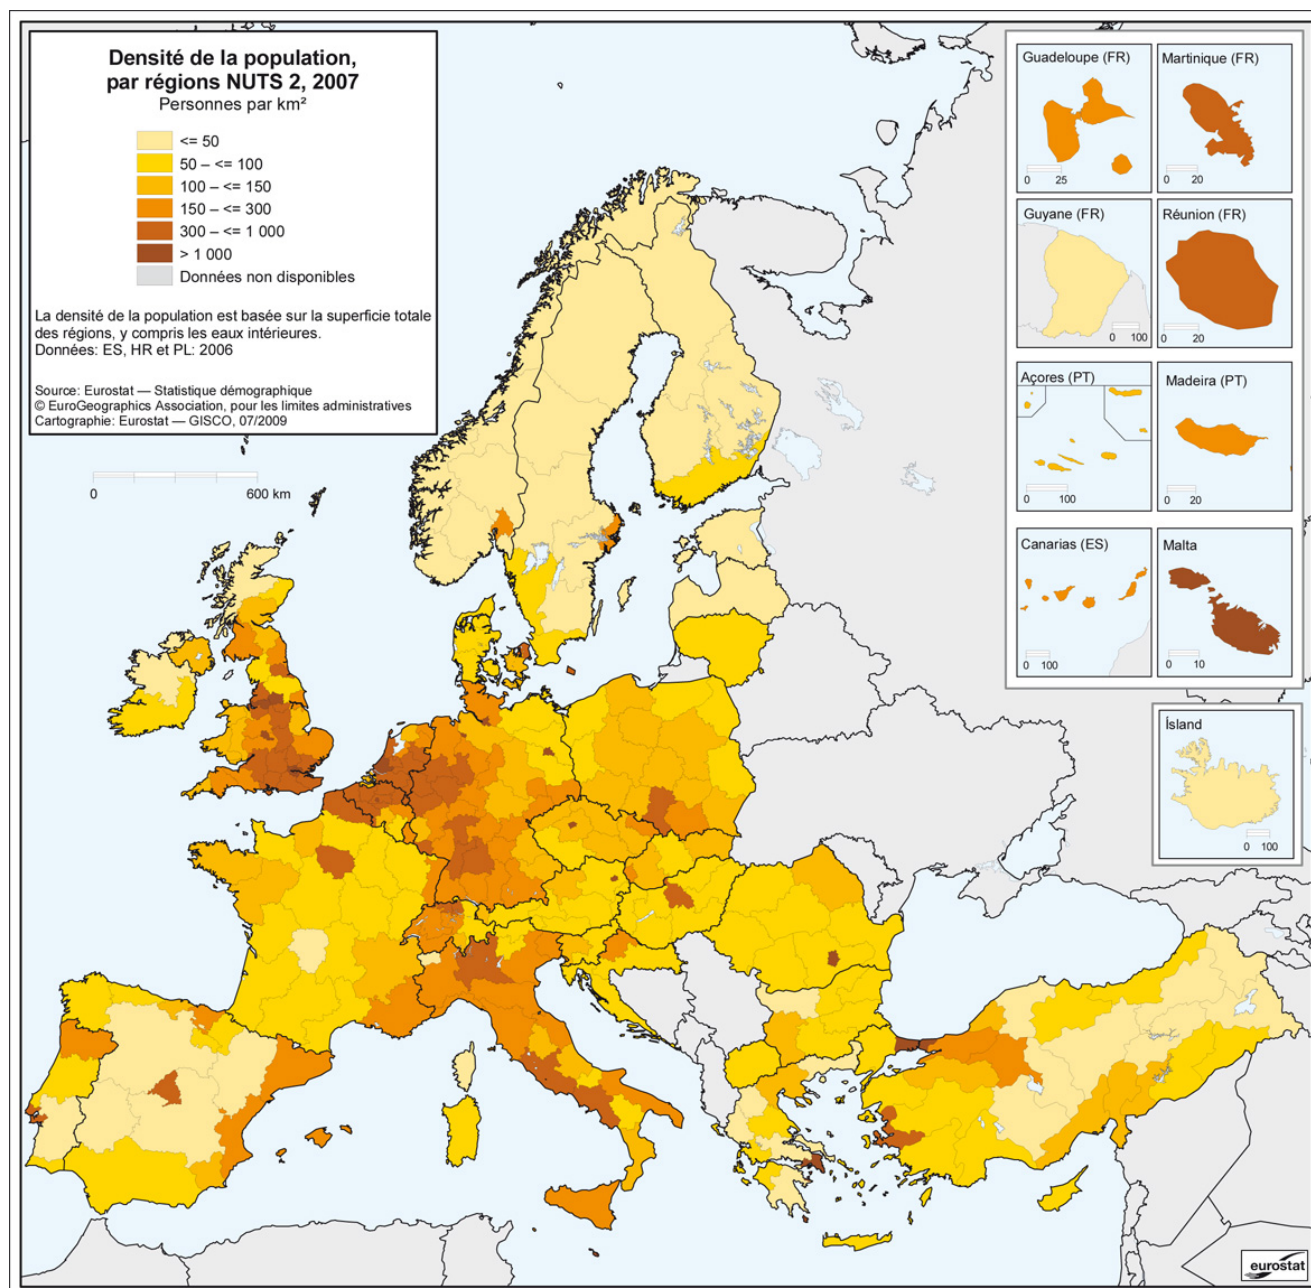 Densité de la population,
par régions NUTS 2, 2007
Personnes par km²
<= 50
50 – <= 100
100 – <= 150
150 – <= 300
300 – <= 1 000
> 1 000
Données non disponibles
La densité de la population est basée sur la superficie totale
des régions, y compris les eaux intérieures.
Données: ES, HR et PL: 2006
Source: Eurostat — Statistique démographique
© EuroGeographics Association, pour les limites administratives
Cartographie: Eurostat — GISCO, 07/2009
0 600 km
Guadeloupe (FR)
0 25
Martinique (FR)
0 20
Guyane (FR)
0 100
Réunion (FR)
0 20
Açores (PT)
0 100
Madeira (PT)
0 20
Canarias (ES)
0 100
Malta
0 10
Ísland
0 100
eurostat